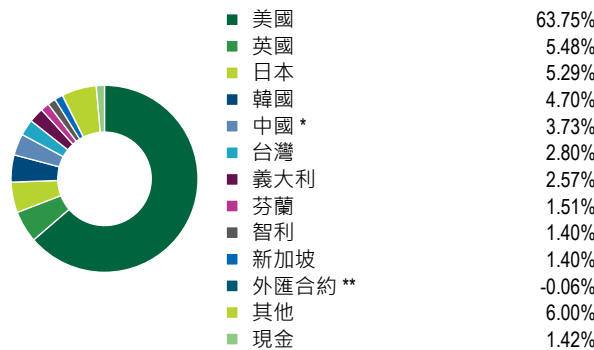 美國 63.75%
英國 5.48%
日本 5.29%
韓國 4.70%
中國 * 3.73%
台灣 2.80%
義大利 2.57%
芬蘭 1.51%
智利 1.40%
新加坡 1.40%
外匯合約 ** -0.06%
其他 6.00%
現金 1.42%